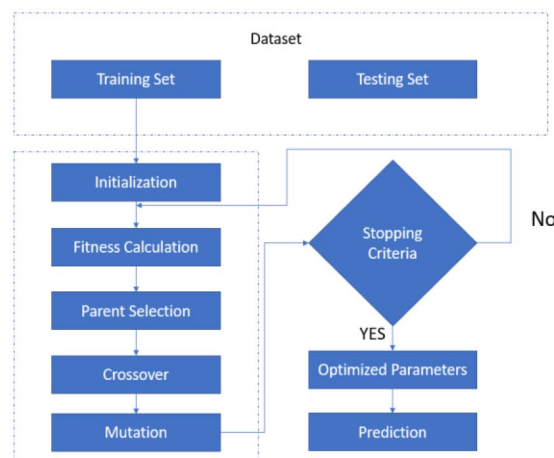 Dataset
Training Set
Testing Set
Initialization
Fitness Calculation
Parent Selection
Crossover
Mutation
Stopping
Criteria
No
YES
Optimized Parameters
Prediction